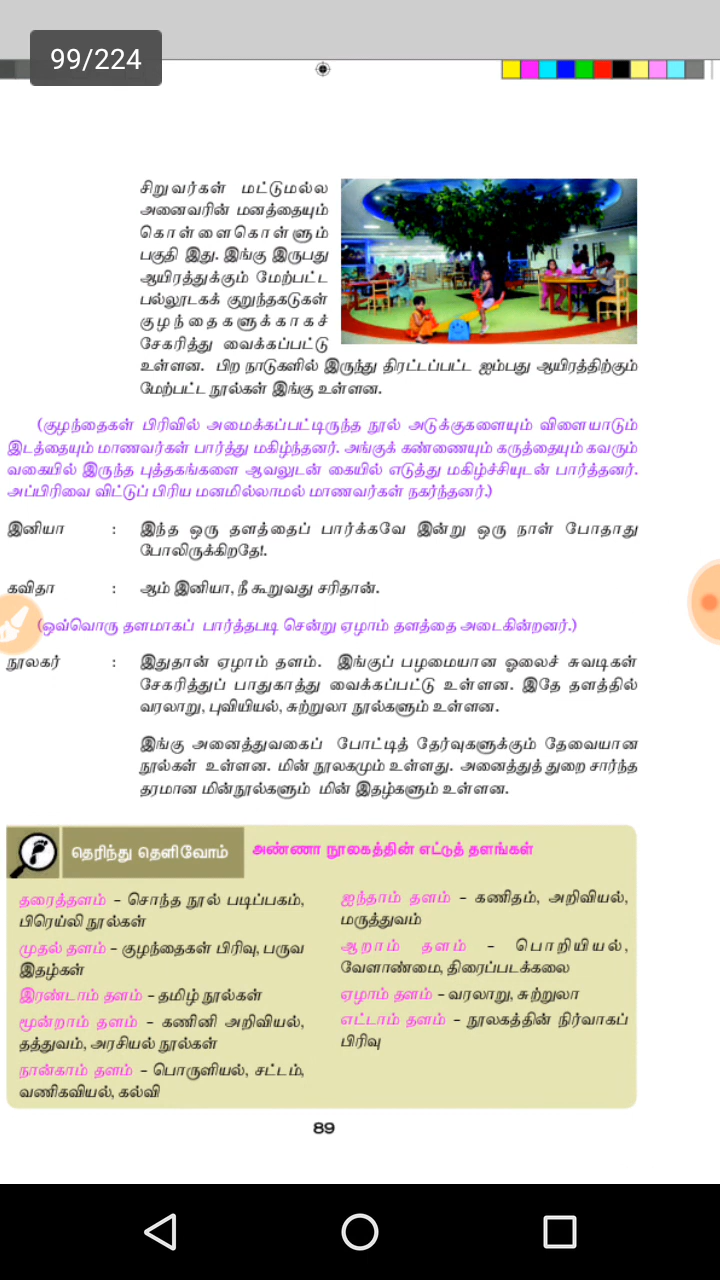 99/224
சிறுவர்கள் மட்டுமல்ல
அனைவரின் மனத்தையும்
கொள்ளைகொள்ளும்
பகுதி இது. இங்கு இருபது
ஆயிரத்துக்கும் மேற்பட்ட
பல்லூடகக் குறுந்தகடுகள்
குழந்தைகளுக்காகச்
சேகரித்து வைக்கப்பட்டு
உள்ளன. பிற நாடுகளில் இருந்து திரட்டப்பட்ட ஐம்பது ஆயிரத்திற்கும்
மேற்பட்ட நூல்கள் இங்கு உள்ளன.
(குழந்தைகள் பிரிவில் அமைக்கப்பட்டிருந்த நூல் அடுக்குகளையும் விளையாடும்
இடத்தையும் மாணவர்கள் பார்த்து மகிழ்ந்தனர். அங்குக் கண்ணையும் கருத்தையும் கவரும்
வகையில் இருந்த புத்தகங்களை ஆவலுடன் கையில் எடுத்து மகிழ்ச்சியுடன் பார்த்தனர்.
அப்பிரிவை விட்டுப் பிரிய மனமில்லாமல் மாணவர்கள் நகர்ந்தனர்.)
இனியா : இந்த ஒரு தளத்தைப் பார்க்கவே இன்று ஒரு நாள் போதாது
போலிருக்கிறதே!.
கவிதா : ஆம் இனியா, நீ கூறுவது சரிதான்.
(ஒவ்வொரு தளமாகப் பார்த்தபடி சென்று ஏழாம் தளத்தை அடைகின்றனர்.)
நூலகர் : இதுதான் ஏழாம் தளம். இங்குப் பழமையான ஓலைச் சுவடிகள்
சேகரித்துப் பாதுகாத்து வைக்கப்பட்டு உள்ளன. இதே தளத்தில்
வரலாறு, புவியியல், சுற்றுலா நூல்களும் உள்ளன.
இங்கு அனைத்துவகைப் போட்டித் தேர்வுகளுக்கும் தேவையான
நூல்கள் உள்ளன. மின் நூலகமும் உள்ளது. அனைத்துத் துறை சார்ந்த
தரமான மின்நூல்களும் மின் இதழ்களும் உள்ளன.
தெரிந்து தெளிவோம் அண்ணா நூலகத்தின் எட்டுத் தளங்கள்
தரைத்தளம் – சொந்த நூல் படிப்பகம்,
பிரெய்லி நூல்கள்
முதல் தளம் – குழந்தைகள் பிரிவு, பருவ
இதழ்கள்
இரண்டாம் தளம் – தமிழ் நூல்கள்
மூன்றாம் தளம் – கணினி அறிவியல்,
தத்துவம், அரசியல் நூல்கள்
நான்காம் தளம் – பொருளியல், சட்டம்,
வணிகவியல், கல்வி
ஐந்தாம் தளம் – கணிதம், அறிவியல்,
மருத்துவம்
ஆறாம் தளம் – பொறியியல்,
வேளாண்மை, திரைப்படக்கலை
ஏழாம் தளம் – வரலாறு, சுற்றுலா
எட்டாம் தளம் – நூலகத்தின் நிர்வாகப்
பிரிவு
89